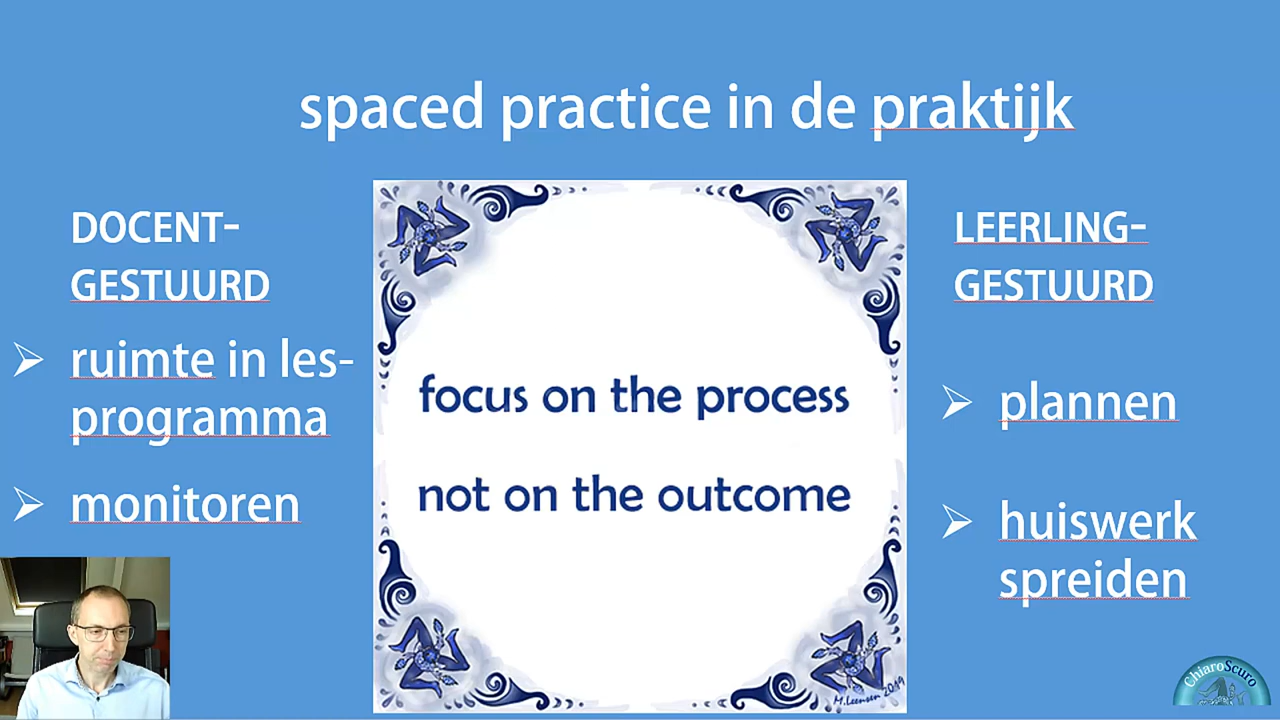 spaced practice in de praktijk
DOCENT-
GESTUURD
ruimte in les-
programma
monitoren
focus on the process
not on the outcome
M.Leensen 2019
LEERLING-
GESTUURD
plannen
huiswerk
spreiden
ChiaroScuro